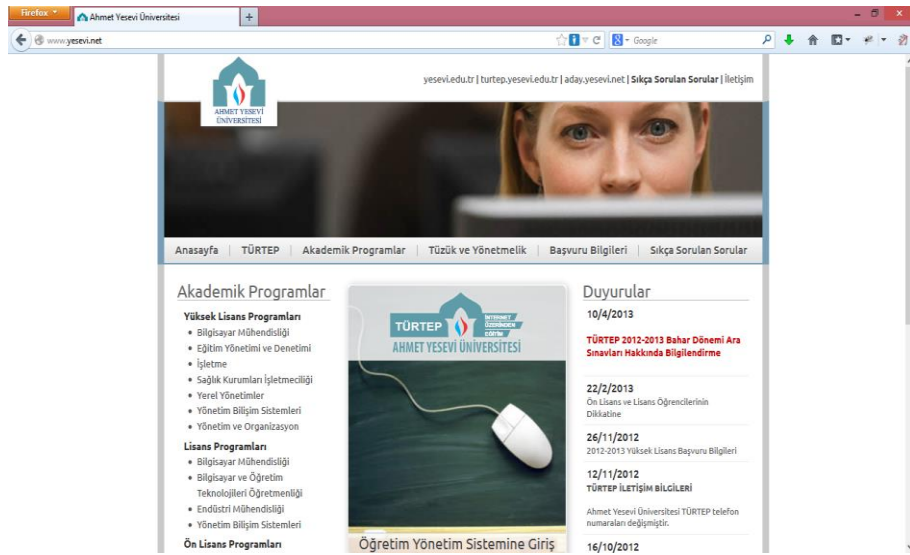 Firefox
Ahmet Yesevi Üniversitesi
www.yesevi.net
Google
AHMET YESEVİ
ÜNİVERSİTESİ
yesevi.edu.tr | turtep.yesevi.edu.tr | aday.yesevi.net | Sıkça Sorulan Sorular | İletişim
Anasayfa | TÜRTEP | Akademik Programlar | Tüzük ve Yönetmelik | Başvuru Bilgileri | Sıkça Sorulan Sorular
Akademik Programlar
Yüksek Lisans Programları
Bilgisayar Mühendisliği
Eğitim Yönetimi ve Denetimi
İşletme
Sağlık Kurumları İşletmeciliği
Yerel Yönetimler
Yönetim Bilişim Sistemleri
Yönetim ve Organizasyon
Lisans Programları
Bilgisayar Mühendisliği
Bilgisayar ve Öğretim
Teknolojileri Öğretmenliği
Endüstri Mühendisliği
Yönetim Bilişim Sistemleri
Ön Lisans Programları
TÜRTEP
İNTERNET
ÜZERİNDEN
EĞİTİM
AHMET YESEVİ ÜNİVERSİTESİ
Öğretim Yönetim Sistemine Giriş
Duyurular
10/4/2013
TÜRTEP 2012-2013 Bahar Dönemi Ara
Sınavları Hakkında Bilgilendirme
22/2/2013
Ön Lisans ve Lisans Öğrencilerinin
Dikkatine
26/11/2012
2012-2013 Yüksek Lisans Başvuru Bilgileri
12/11/2012
TÜRTEP İLETİŞİM BİLGİLERİ
Ahmet Yesevi Üniversitesi TÜRTEP telefon
numaraları değişmiştir.
16/10/2012